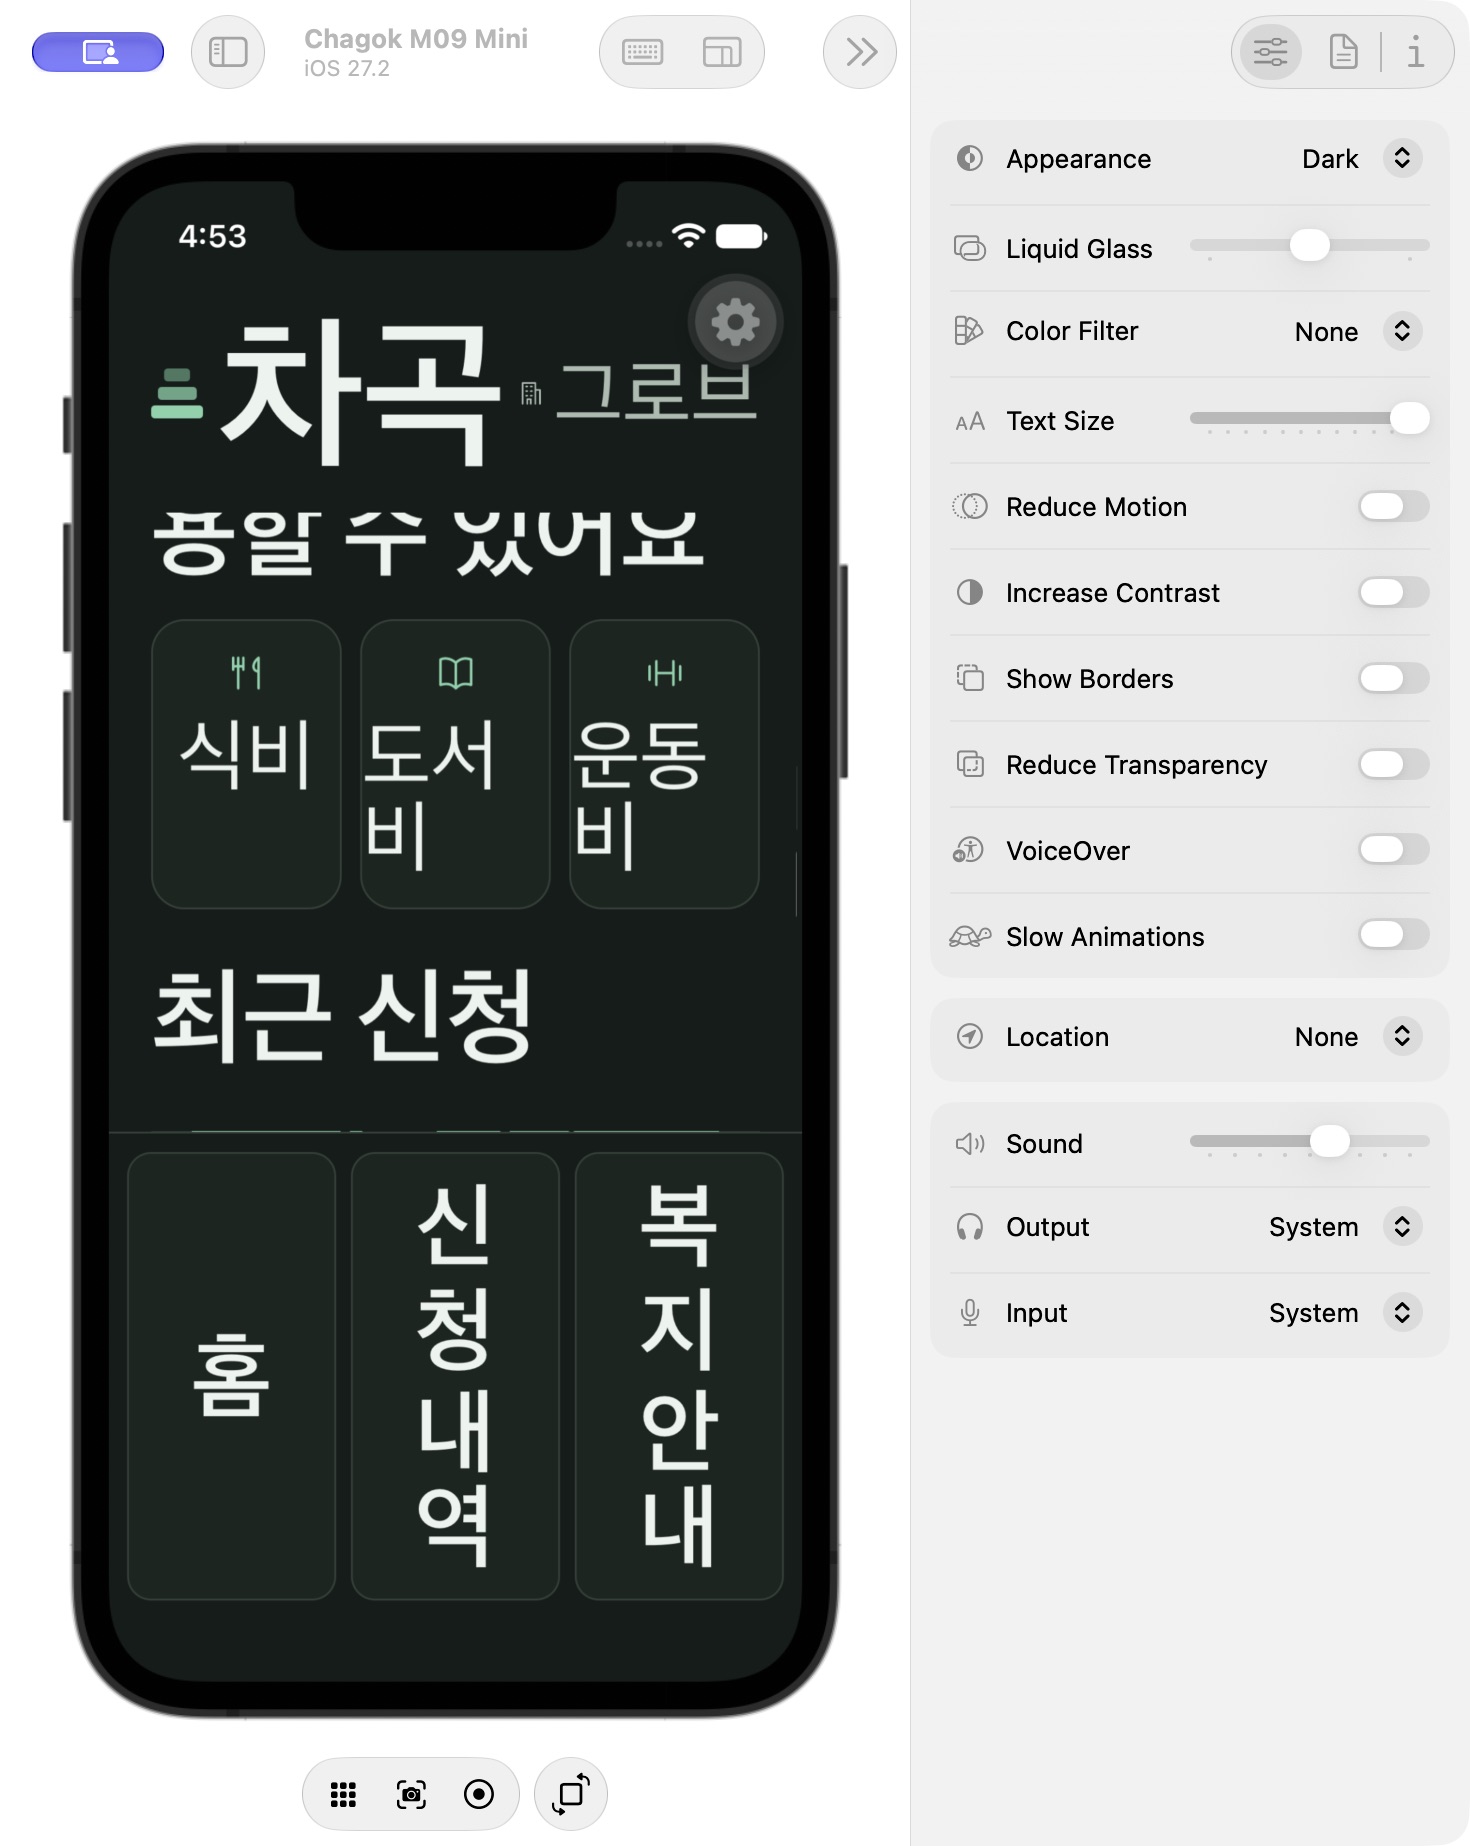 Chagok M09 Mini
iOS 27.2
4:53
차곡
그로브
용할 수 있어요
식비
도서
비
운동
비
최근 신청
홈
신
청
내
역
복
지
안
내
Appearance
Dark
Liquid Glass
Color Filter
None
AA Text Size
Reduce Motion
Increase Contrast
Show Borders
Reduce Transparency
VoiceOver
Slow Animations
Location
None
Sound
Output
System
Input
System